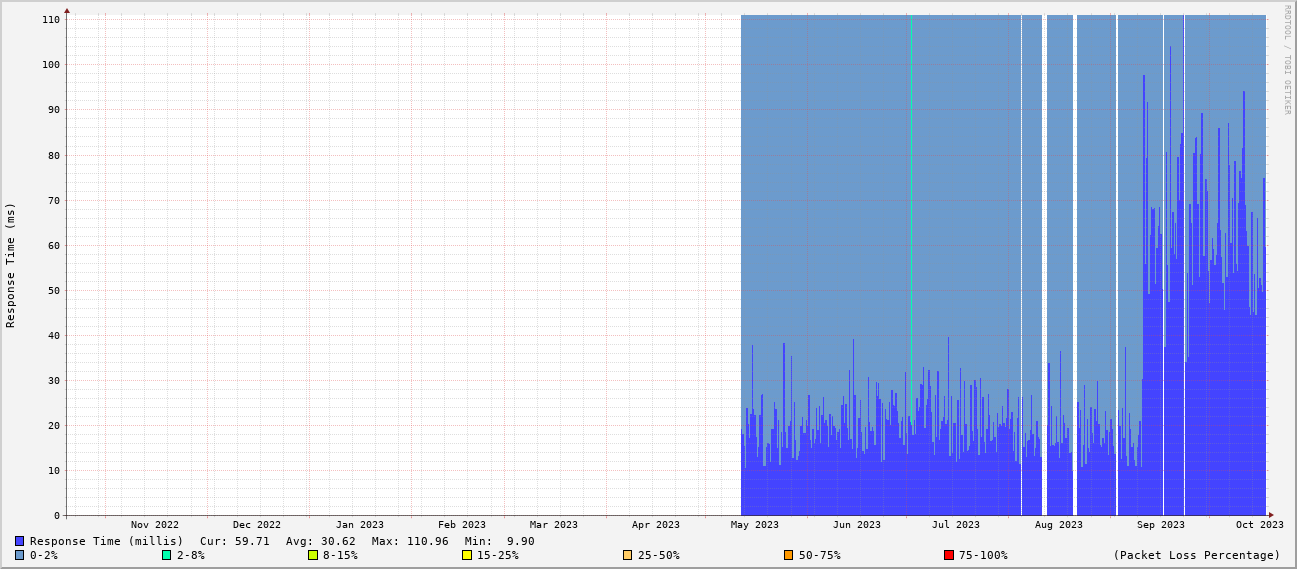 RRDTOOL / TOBI OETIKER
Response Time (ms)
110
100
90
80
70
60
50
40
30
20
10
0
Nov 2022 Dec 2022 Jan 2023 Feb 2023 Mar 2023 Apr 2023 May 2023 Jun 2023 Jul 2023 Aug 2023 Sep 2023 Oct 2023
Response Time (millis) Cur: 59.71 Avg: 30.62 Max: 110.96 Min: 9.90
0-2% 2-8% 8-15% 15-25% 25-50% 50-75% 75-100% (Packet Loss Percentage)